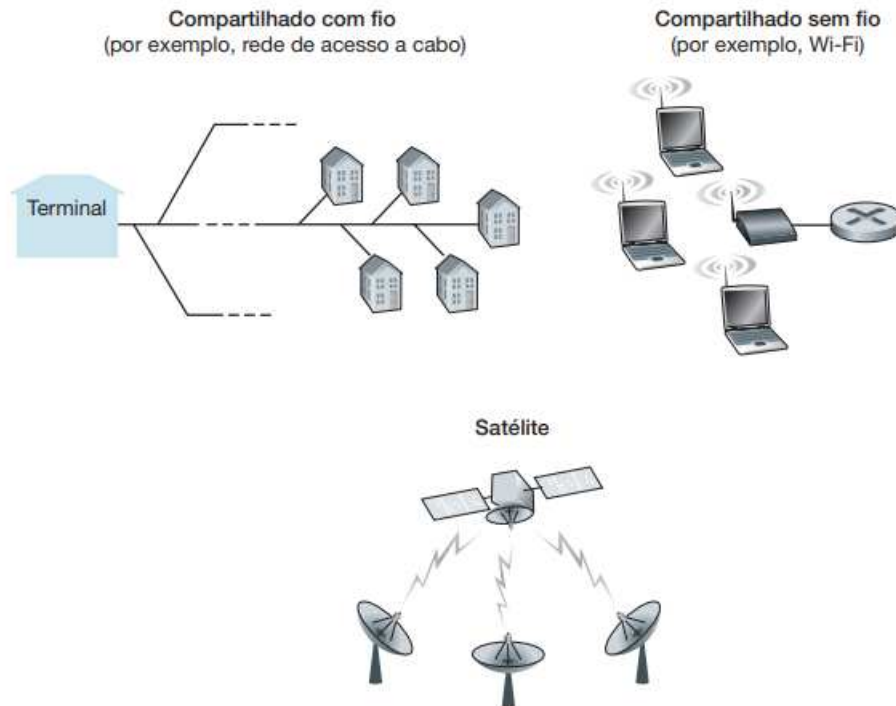 Compartilhado com fio
(por exemplo, rede de acesso a cabo)
Compartilhado sem fio
(por exemplo, Wi-Fi)
Terminal
Satélite